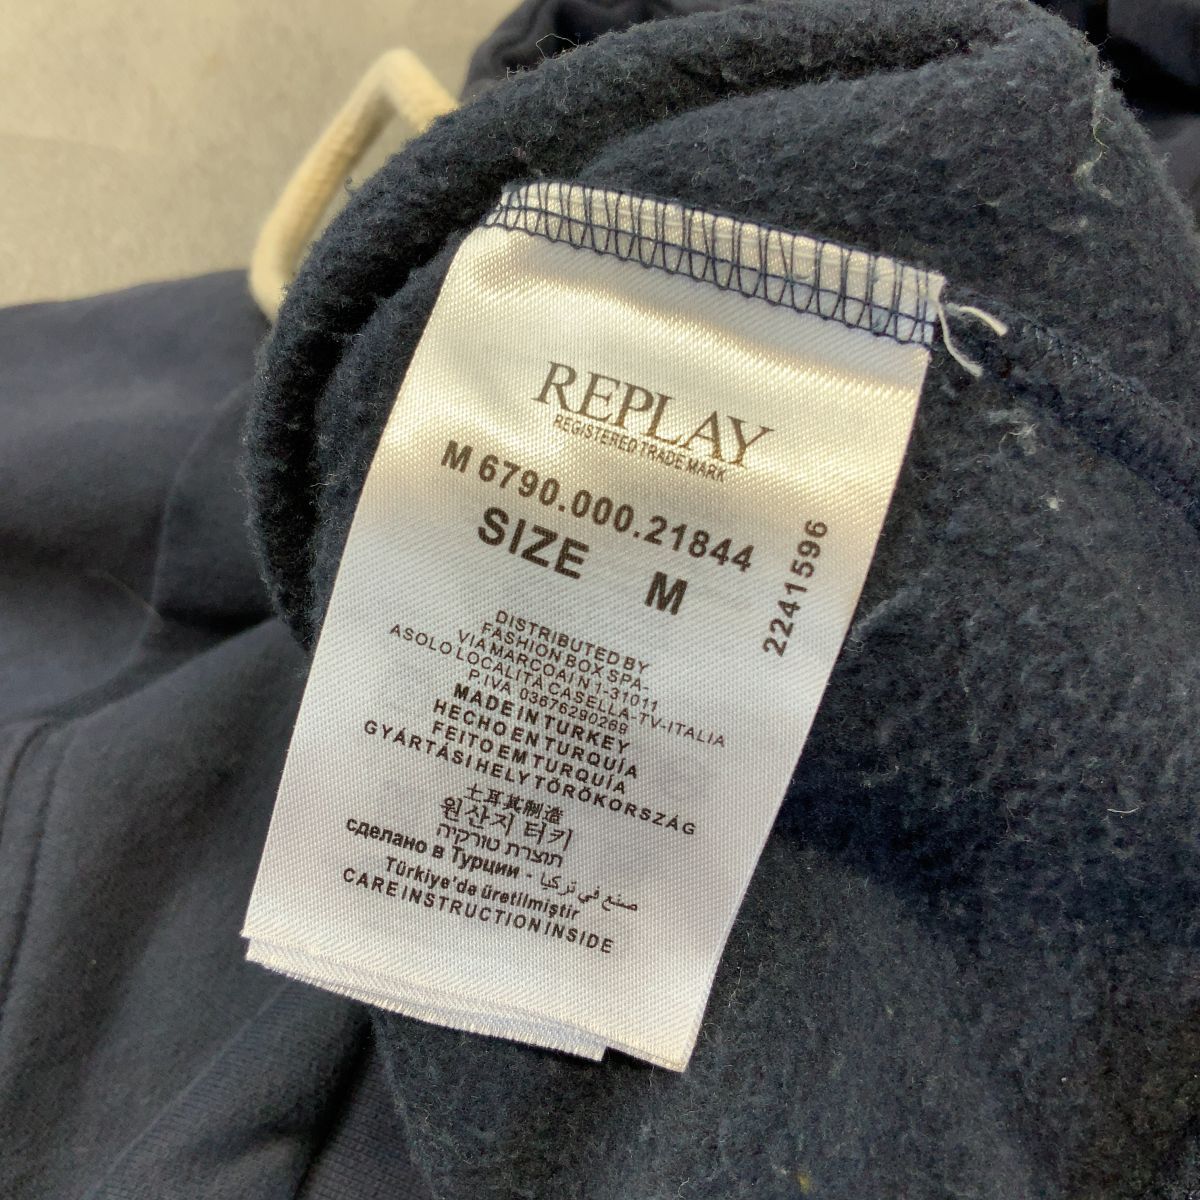 REPLAY
REGISTERED TRADE MARK
M 6790.000.21844
SIZE M
2241596
DISTRIBUTED BY
FASHION BOX SPA.
VIA MARCOAI N 1-31011
ASOLO LOCALITÀ CASELLA-TV-ITALIA
P.IVA 03676290269
MADE IN TURKEY
HECHO EN TURQUÍA
FEITO EM TURQUÍA
GYÁRTÁSI HELY TÖRÖKORSZÁG
土耳其制造
원산지 터키
תוצרת טורקיה
сделано в Турции - صنع في تركيا
Türkiye'de üretilmiştir
CARE INSTRUCTION INSIDE